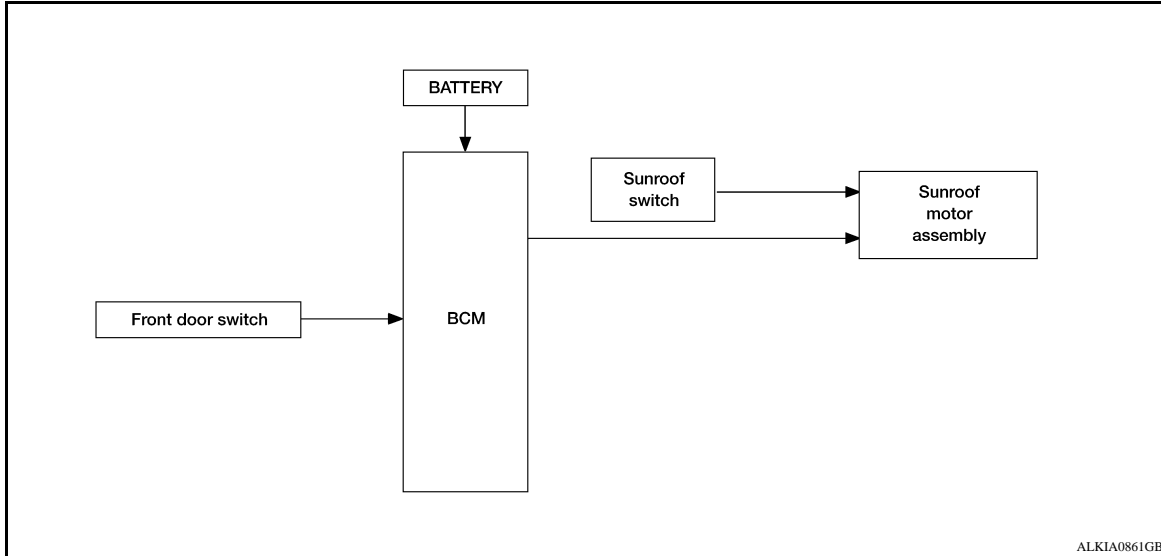 BATTERY
Sunroof
switch
Sunroof
motor
assembly
Front door switch
BCM
ALKIA0861GB